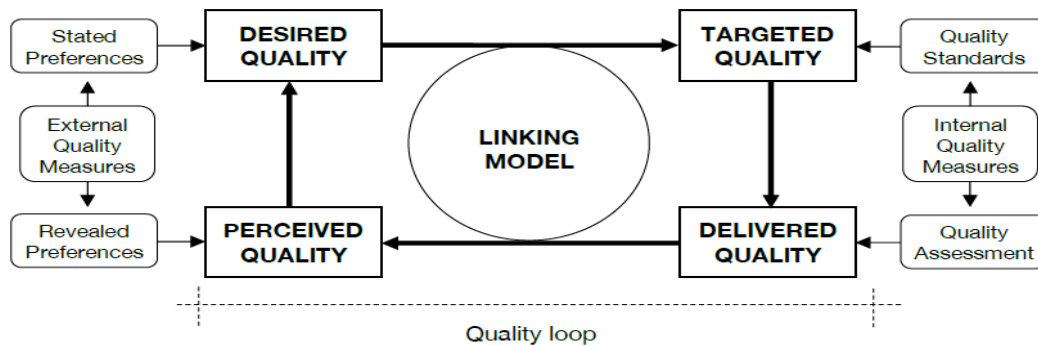 Stated
Preferences
DESIRED
QUALITY
TARGETED
QUALITY
Quality
Standards
External
Quality
Measures
LINKING
MODEL
Internal
Quality
Measures
Revealed
Preferences
PERCEIVED
QUALITY
DELIVERED
QUALITY
Quality
Assessment
Quality loop